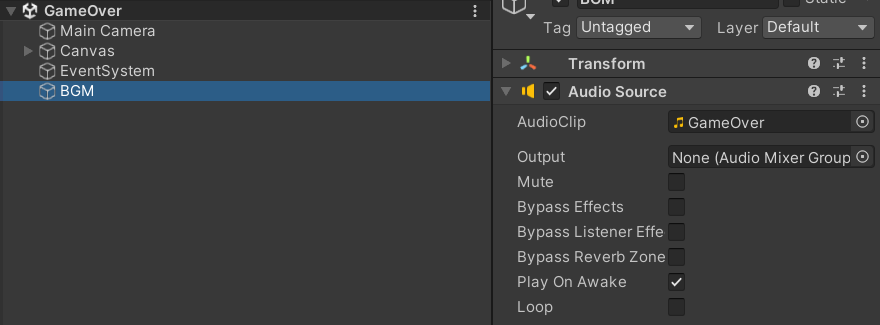 GameOver
Main Camera
Canvas
EventSystem
BGM
BGM
Static
Tag Untagged Layer Default
Transform
Audio Source
AudioClip GameOver
Output None (Audio Mixer Group
Mute
Bypass Effects
Bypass Listener Effe
Bypass Reverb Zone
Play On Awake
Loop